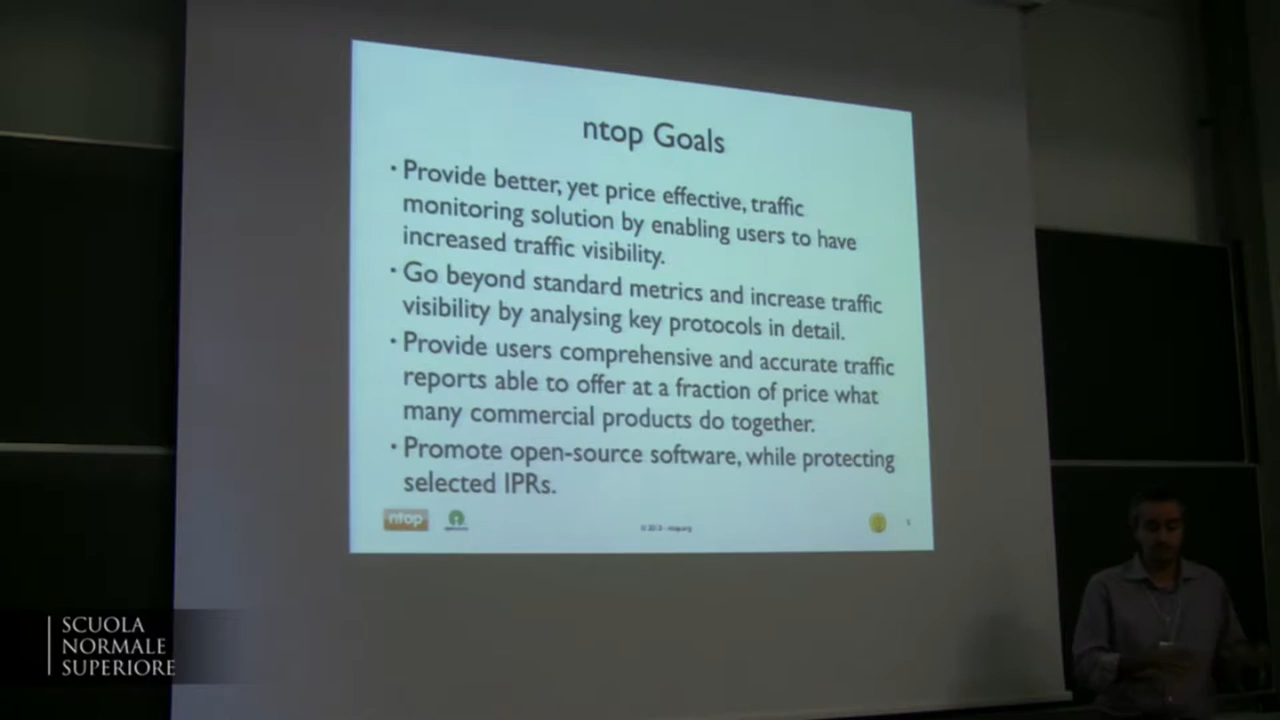 ntop Goals
• Provide better, yet price effective, traffic
monitoring solution by enabling users to have
increased traffic visibility.
• Go beyond standard metrics and increase traffic
visibility by analysing key protocols in detail.
• Provide users comprehensive and accurate traffic
reports able to offer at a fraction of price what
many commercial products do together.
• Promote open-source software, while protecting
selected IPRs.
ntop
SCUOLA
NORMALE
SUPERIORE